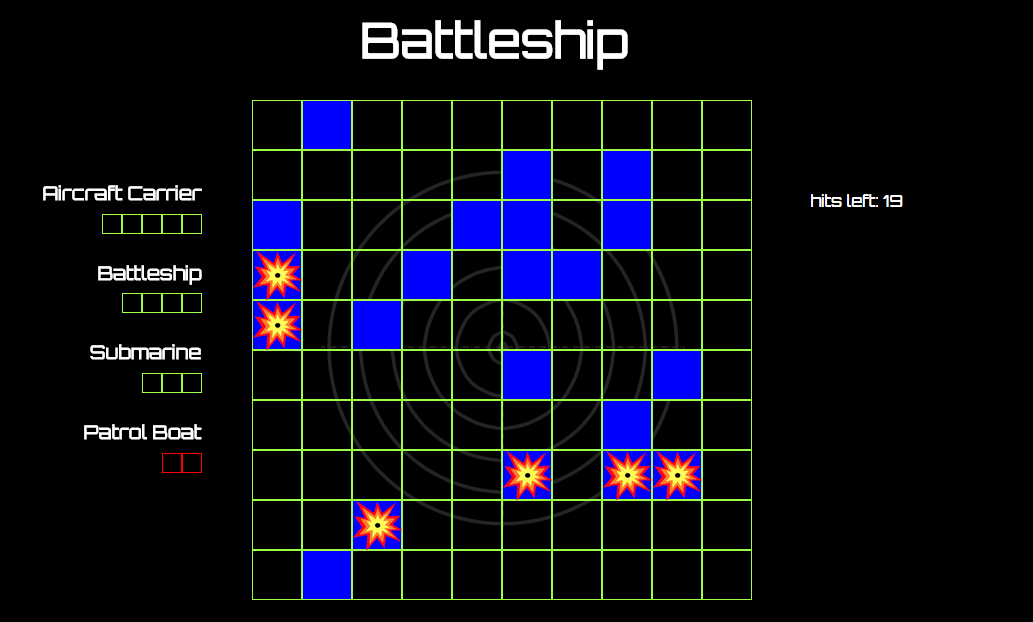 Battleship
Aircraft Carrier
hits left: 19
Battleship
Submarine
Patrol Boat